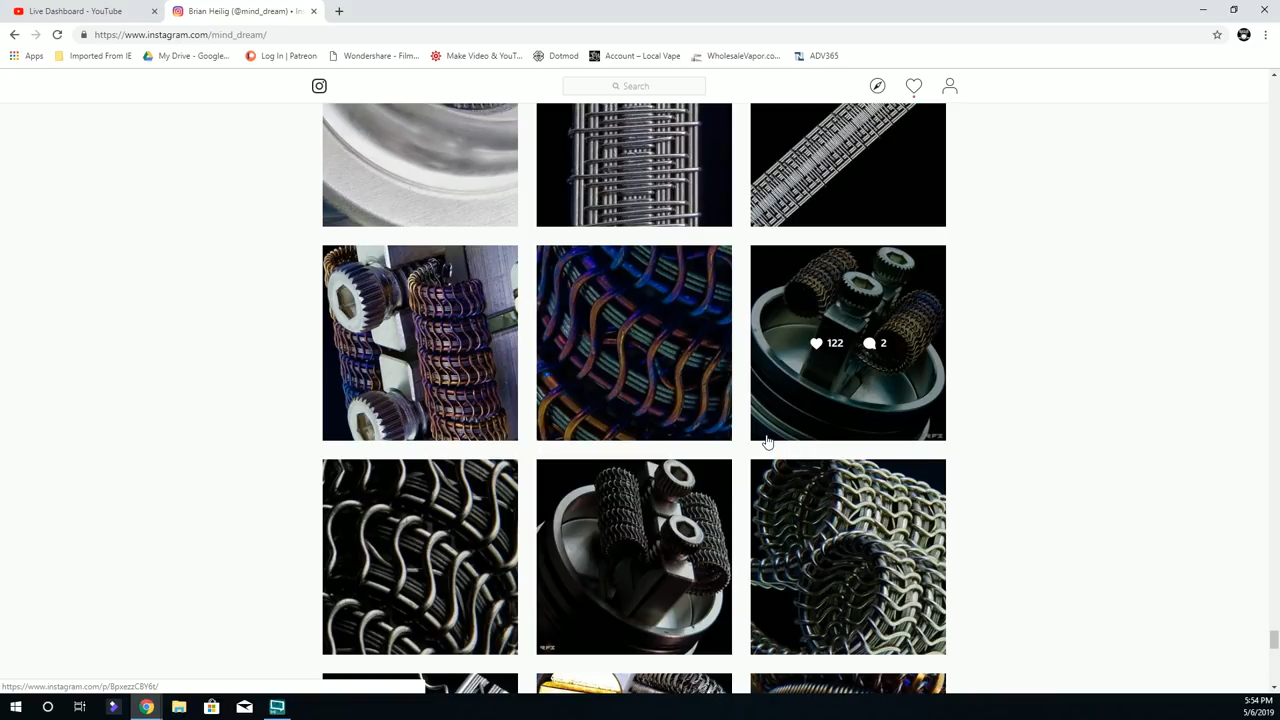 Live Dashboard - YouTube
Brian Heilig (@mind_dream) • Ins
https://www.instagram.com/mind_dream/
Apps
Imported From IE
My Drive - Google...
Log In | Patreon
Wondershare - Film...
Make Video & YouT...
Dotmod
Account – Local Vape
WholesaleVapor.co...
ADV365
Search
122
2
https://www.instagram.com/p/BpxezzCBY6t/
5:54 PM
5/6/2019